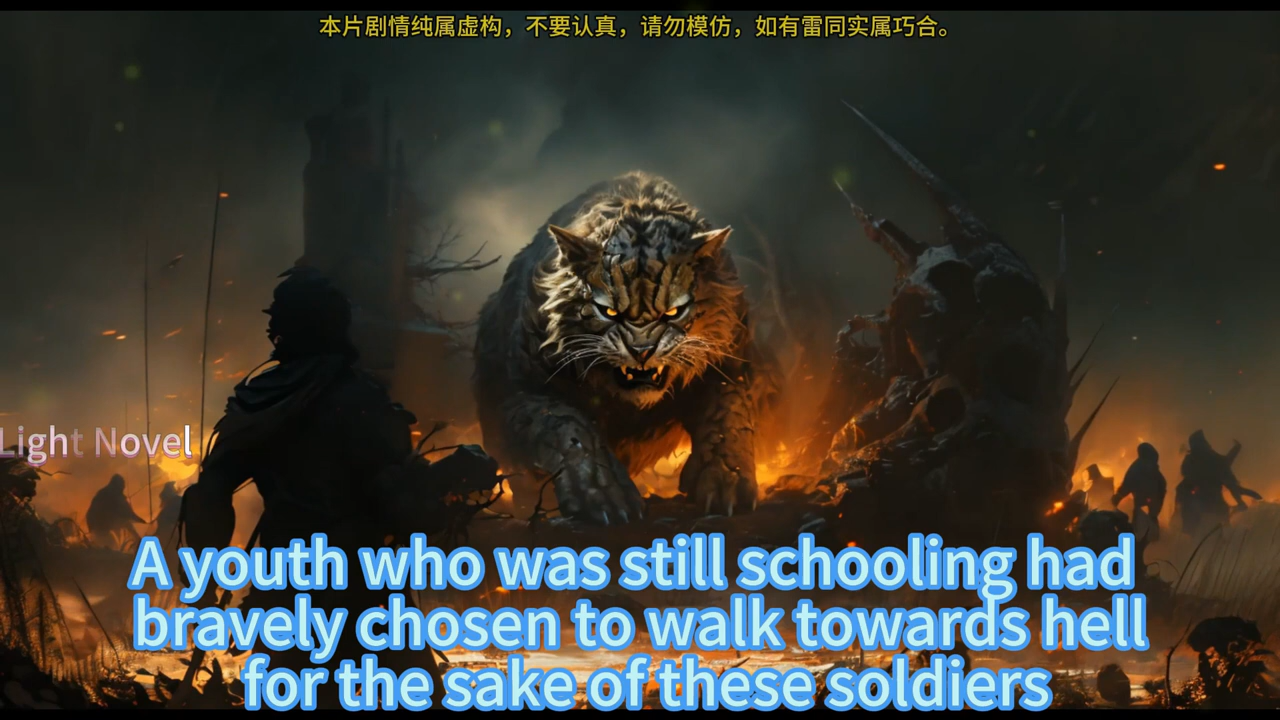 本片剧情纯属虚构，不要认真，请勿模仿，如有雷同实属巧合。
Light Novel
A youth who was still schooling had
bravely chosen to walk towards hell
for the sake of these soldiers